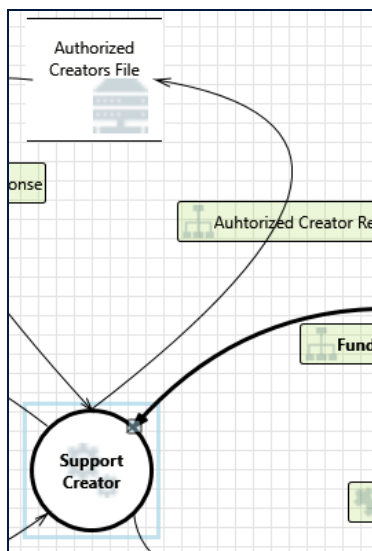 Authorized
Creators File
onse
Auhtorized Creator Re
Fund
Support
Creator